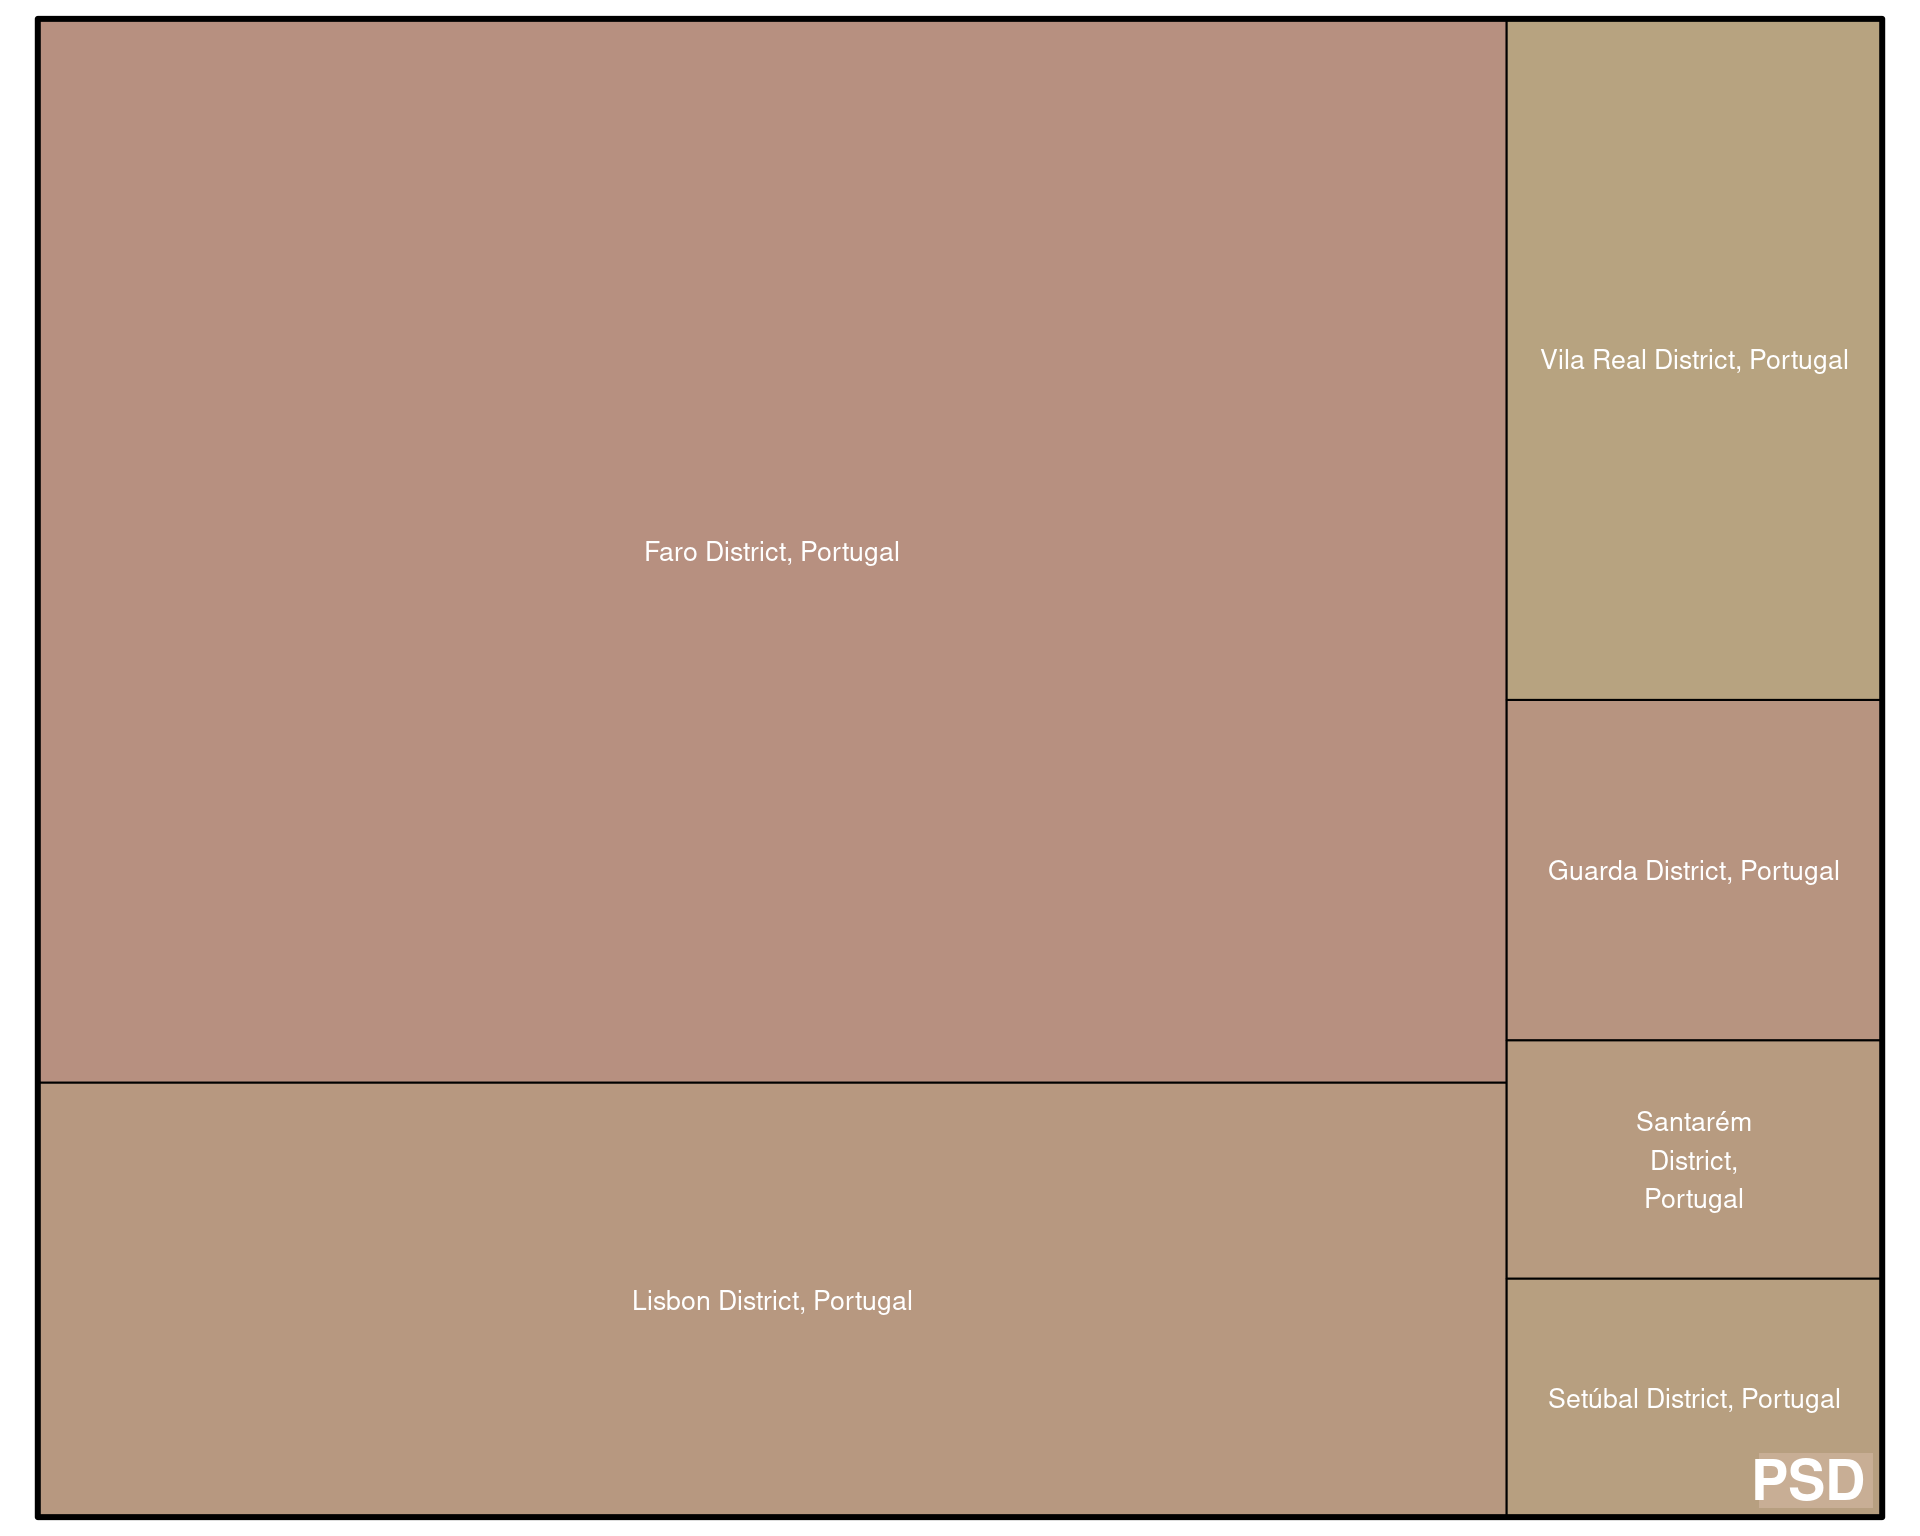 Faro District, Portugal
Lisbon District, Portugal
Vila Real District, Portugal
Guarda District, Portugal
Santarém
District,
Portugal
Setúbal District, Portugal
PSD